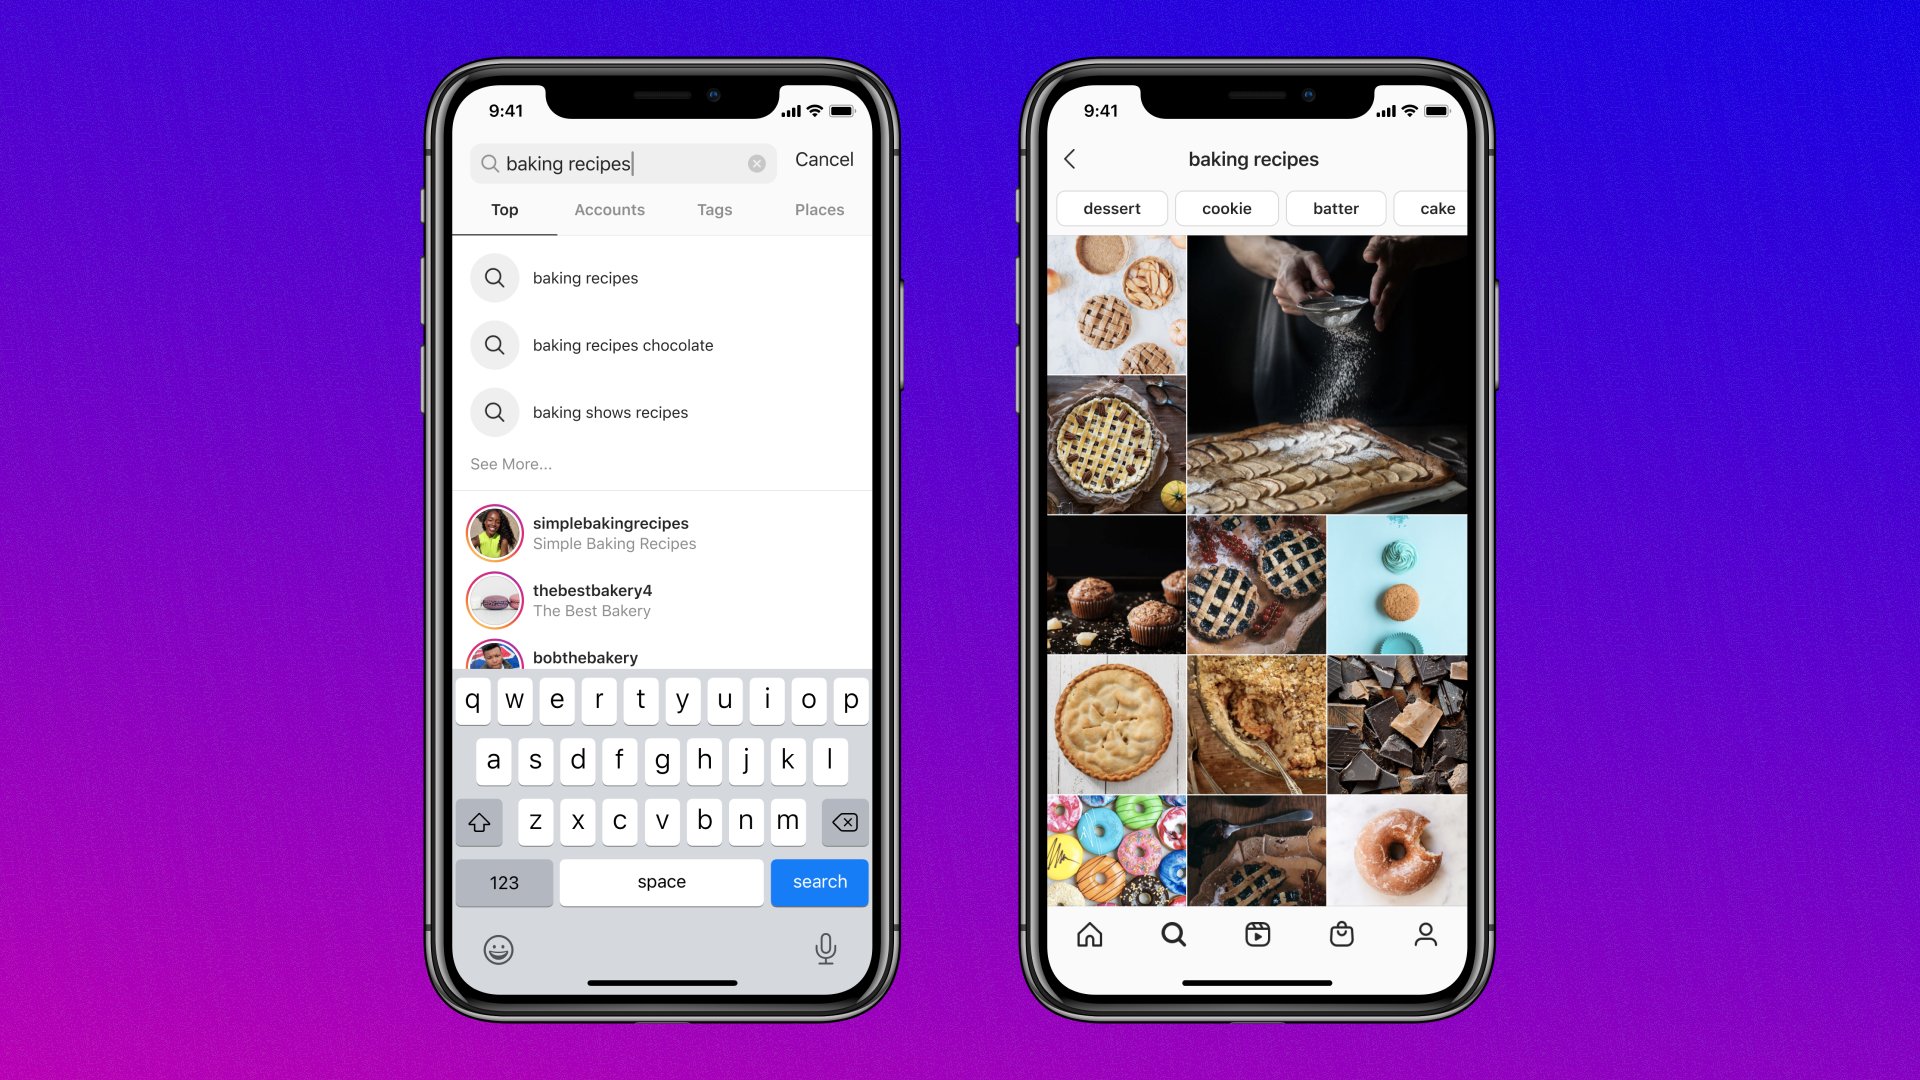 9:41
baking recipes
Cancel
Top Accounts Tags Places
baking recipes
baking recipes chocolate
baking shows recipes
See More...
simplebakingrecipes
Simple Baking Recipes
thebestbakery4
The Best Bakery
bobthebakery
q w e r t y u i o p
a s d f g h j k l
z x c v b n m
123 space search
9:41
baking recipes
dessert cookie batter cake